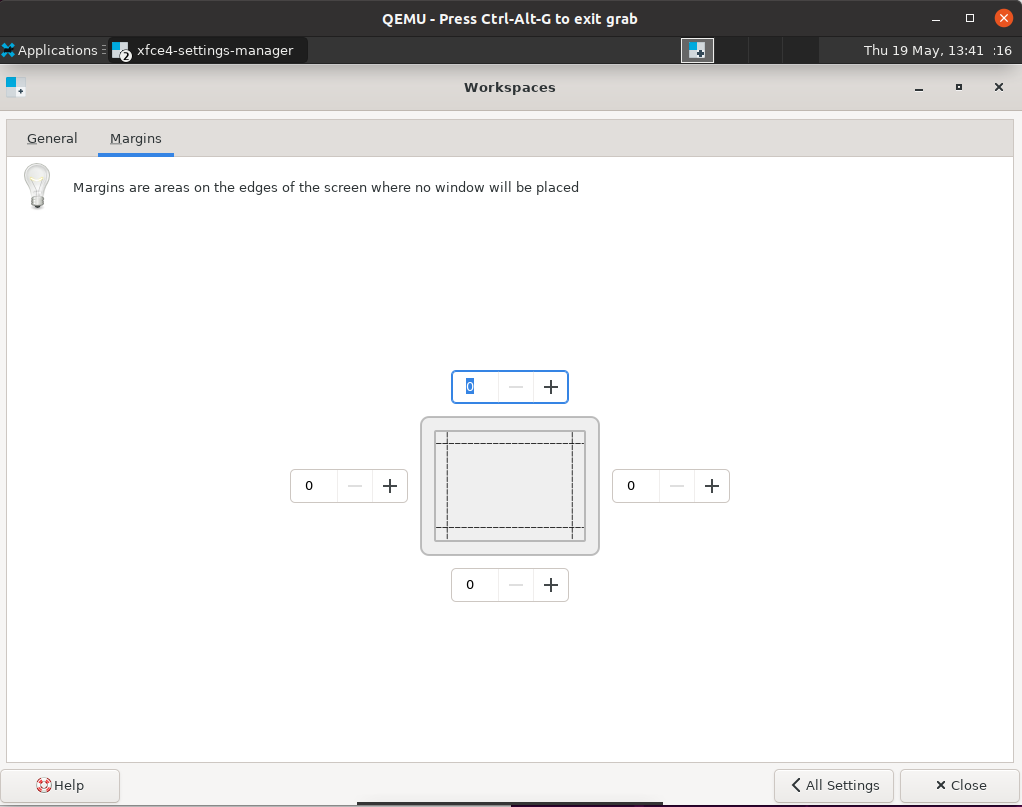 QEMU - Press Ctrl-Alt-G to exit grab
Applications 2 xfce4-settings-manager Thu 19 May, 13:41 :16
Workspaces
General Margins
Margins are areas on the edges of the screen where no window will be placed
0
0 0
0
Help All Settings Close